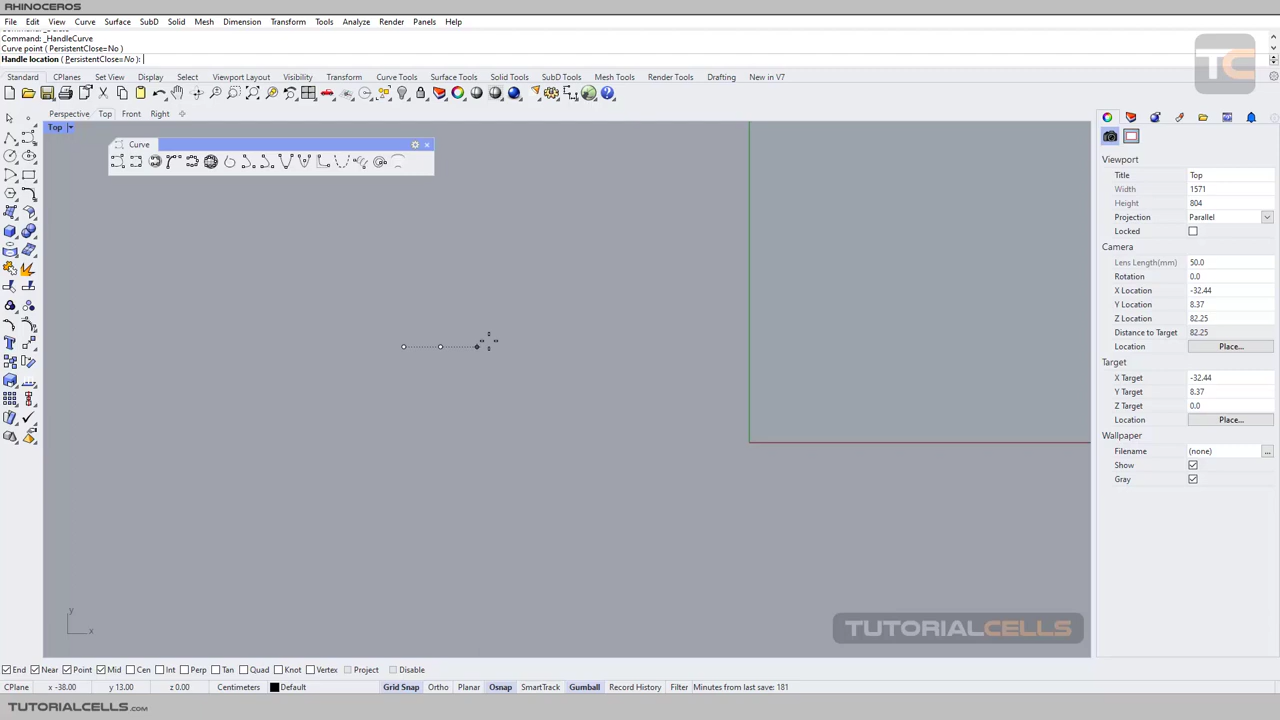 RHINOCEROS
File Edit View Curve Surface SubD Solid Mesh Dimension Transform Tools Analyze Render Panels Help
Command: _HandleCurve
Curve point ( PersistentClose=No )
Handle location ( PersistentClose=No ):
TC
Standard CPlanes Set View Display Select Viewport Layout Visibility Transform Curve Tools Surface Tools Solid Tools SubD Tools Mesh Tools Render Tools Drafting New in V7
Perspective Top Front Right
Top
Curve
Viewport
Title Top
Width 1571
Height 804
Projection Parallel
Locked
Camera
Lens Length(mm) 50.0
Rotation 0.0
X Location -32.44
Y Location 8.37
Z Location 82.25
Distance to Target 82.25
Location Place...
Target
X Target -32.44
Y Target 8.37
Z Target 0.0
Location Place...
Wallpaper
Filename (none) ...
Show
Gray
y
x
TUTORIALCELLS
End Near Point Mid Cen Int Perp Tan Quad Knot Vertex Project Disable
CPlane x -38.00 y 13.00 z 0.00 Centimeters Default Grid Snap Ortho Planar Osnap SmartTrack Gumball Record History Filter Minutes from last save: 181
TUTORIALCELLS.com